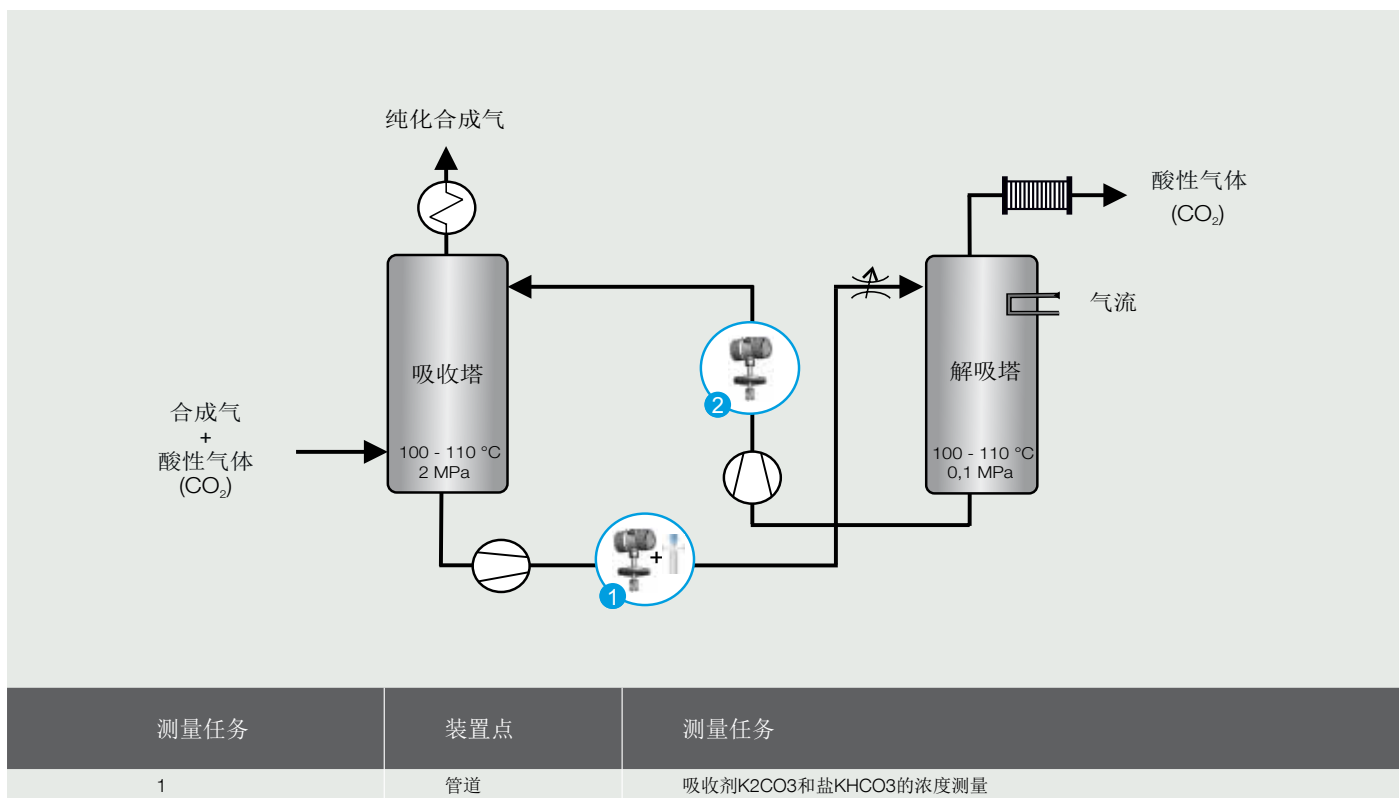 纯化合成气
酸性气体
(CO₂)
气流
吸收塔
解吸塔
2
合成气
+
酸性气体
(CO₂)
100 - 110 °C
2 MPa
100 - 110 °C
0,1 MPa
+
1
测量任务 装置点 测量任务
1 管道 吸收剂K2CO3和盐KHCO3的浓度测量